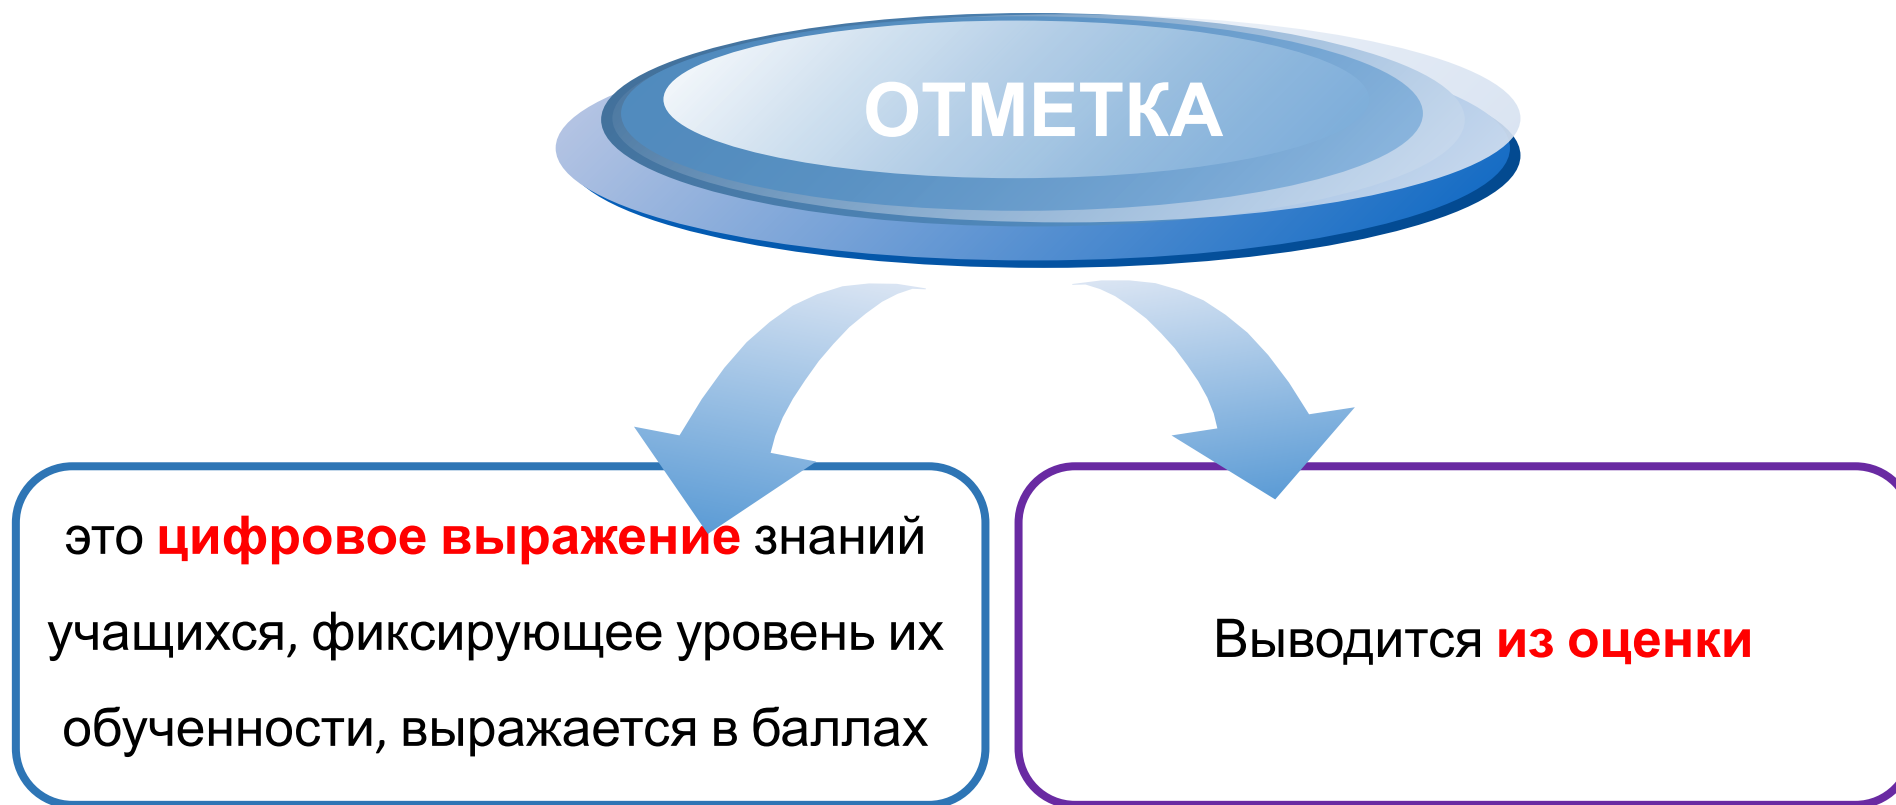 ОТМЕТКА
это цифровое выражение знаний
учащихся, фиксирующее уровень их
обученности, выражается в баллах
Выводится из оценки